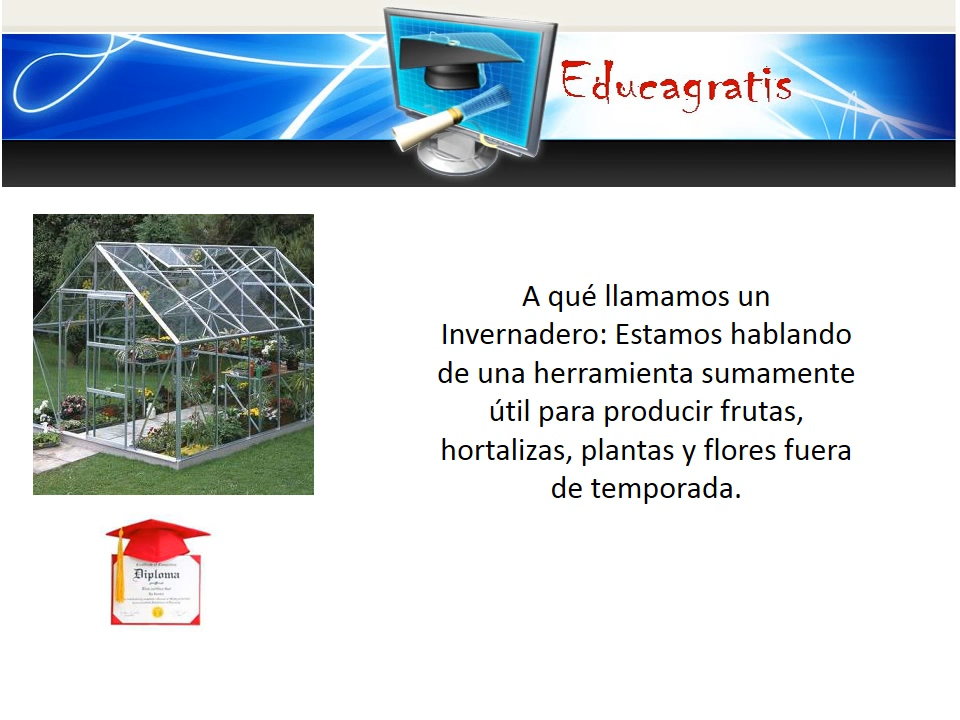 Educagratis
A qué llamamos un
Invernadero: Estamos hablando
de una herramienta sumamente
útil para producir frutas,
hortalizas, plantas y flores fuera
de temporada.
Diploma